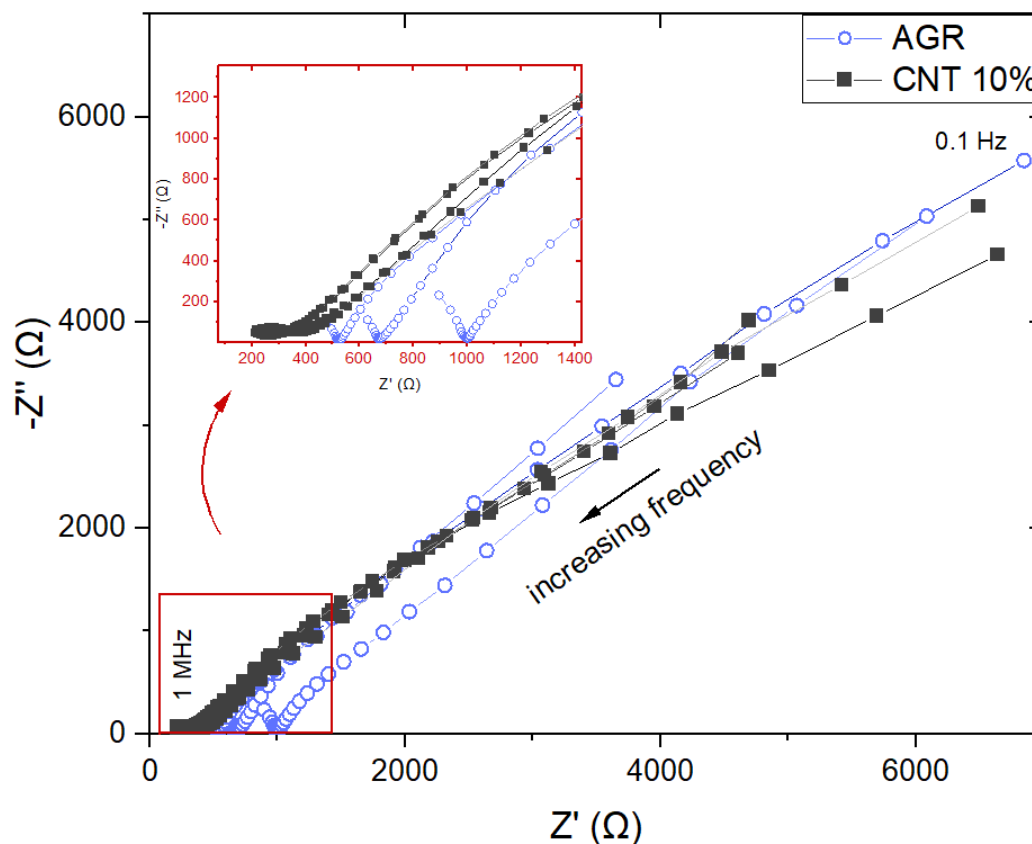 AGR
CNT 10%
0.1 Hz
1200
1000
800
600
400
200
-Z'' (Ω)
200 400 600 800 1000 1200 1400
Z' (Ω)
6000
4000
2000
0
-Z'' (Ω)
increasing frequency
1 MHz
0 2000 4000 6000
Z' (Ω)